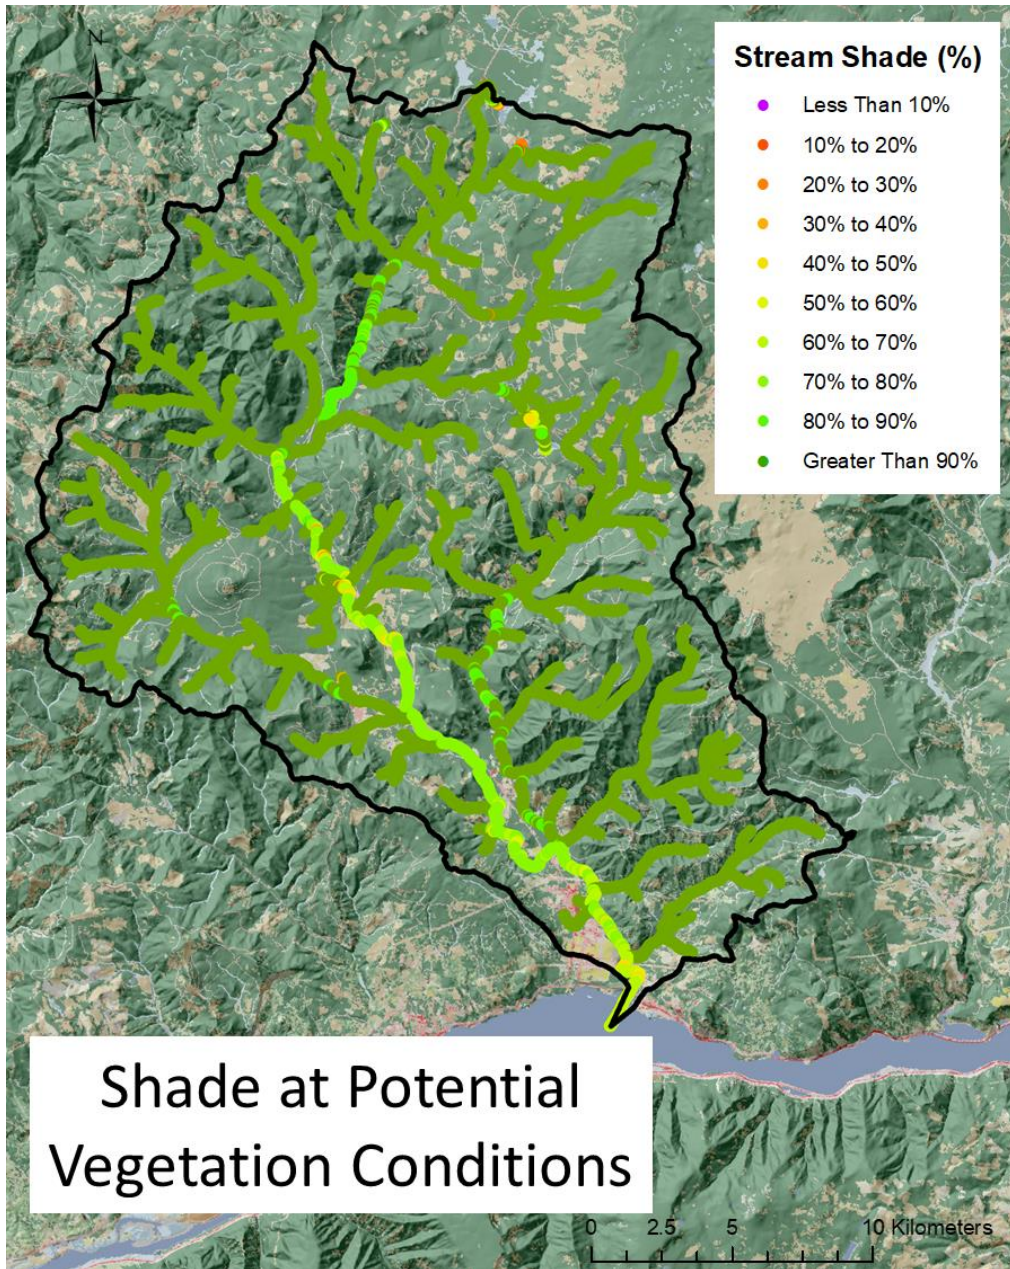 N
Stream Shade (%)
Less Than 10%
10% to 20%
20% to 30%
30% to 40%
40% to 50%
50% to 60%
60% to 70%
70% to 80%
80% to 90%
Greater Than 90%
Shade at Potential
Vegetation Conditions
0 2.5 5 10 Kilometers